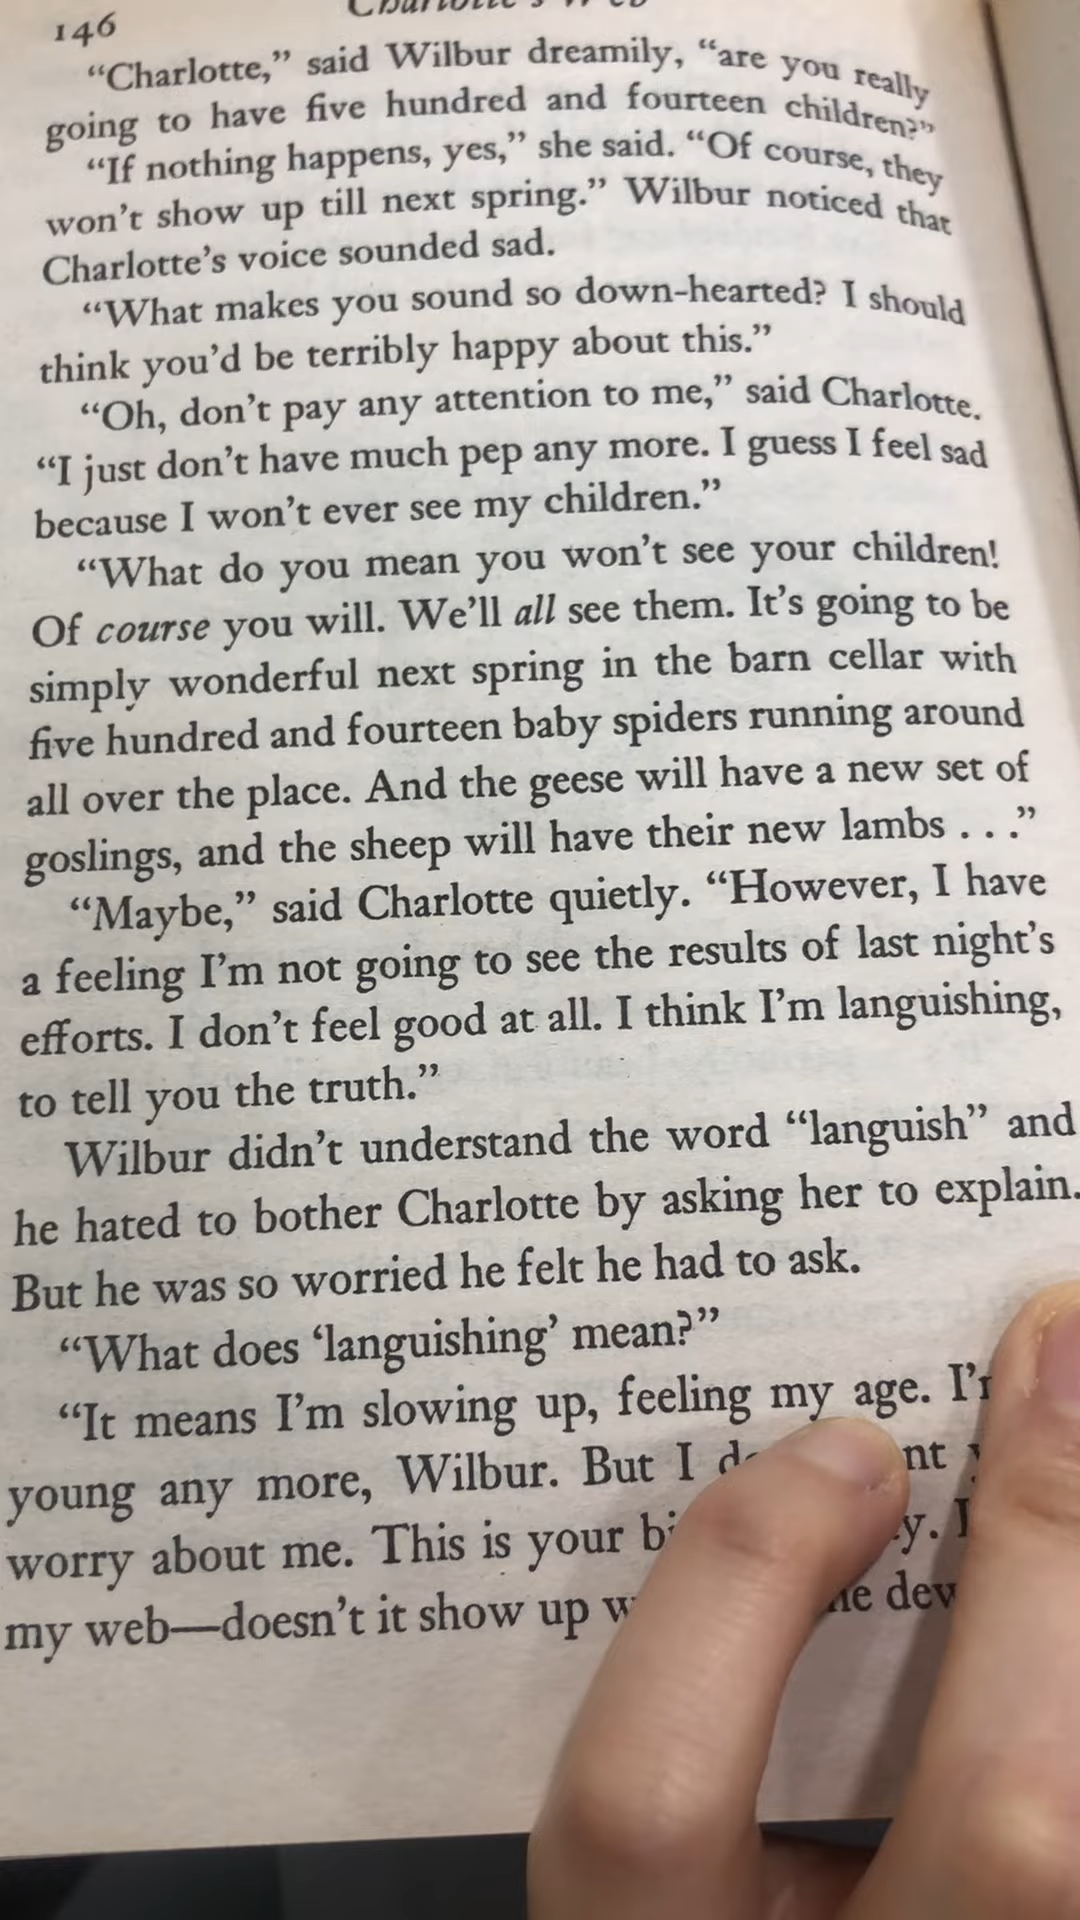 146
Charlotte's Web
“Charlotte,” said Wilbur dreamily, “are you really
going to have five hundred and fourteen children?”
“If nothing happens, yes,” she said. “Of course, they
won’t show up till next spring.” Wilbur noticed that
Charlotte’s voice sounded sad.
“What makes you sound so down-hearted? I should
think you’d be terribly happy about this.”
“Oh, don’t pay any attention to me,” said Charlotte.
“I just don’t have much pep any more. I guess I feel sad
because I won’t ever see my children.”
“What do you mean you won’t see your children!
Of course you will. We’ll all see them. It’s going to be
simply wonderful next spring in the barn cellar with
five hundred and fourteen baby spiders running around
all over the place. And the geese will have a new set of
goslings, and the sheep will have their new lambs . . .”
“Maybe,” said Charlotte quietly. “However, I have
a feeling I’m not going to see the results of last night’s
efforts. I don’t feel good at all. I think I’m languishing,
to tell you the truth.”
Wilbur didn’t understand the word “languish” and
he hated to bother Charlotte by asking her to explain.
But he was so worried he felt he had to ask.
“What does ‘languishing’ mean?”
“It means I’m slowing up, feeling my age.
young any more, Wilbur. But I
worry about me. This is your
my web—doesn’t it show up